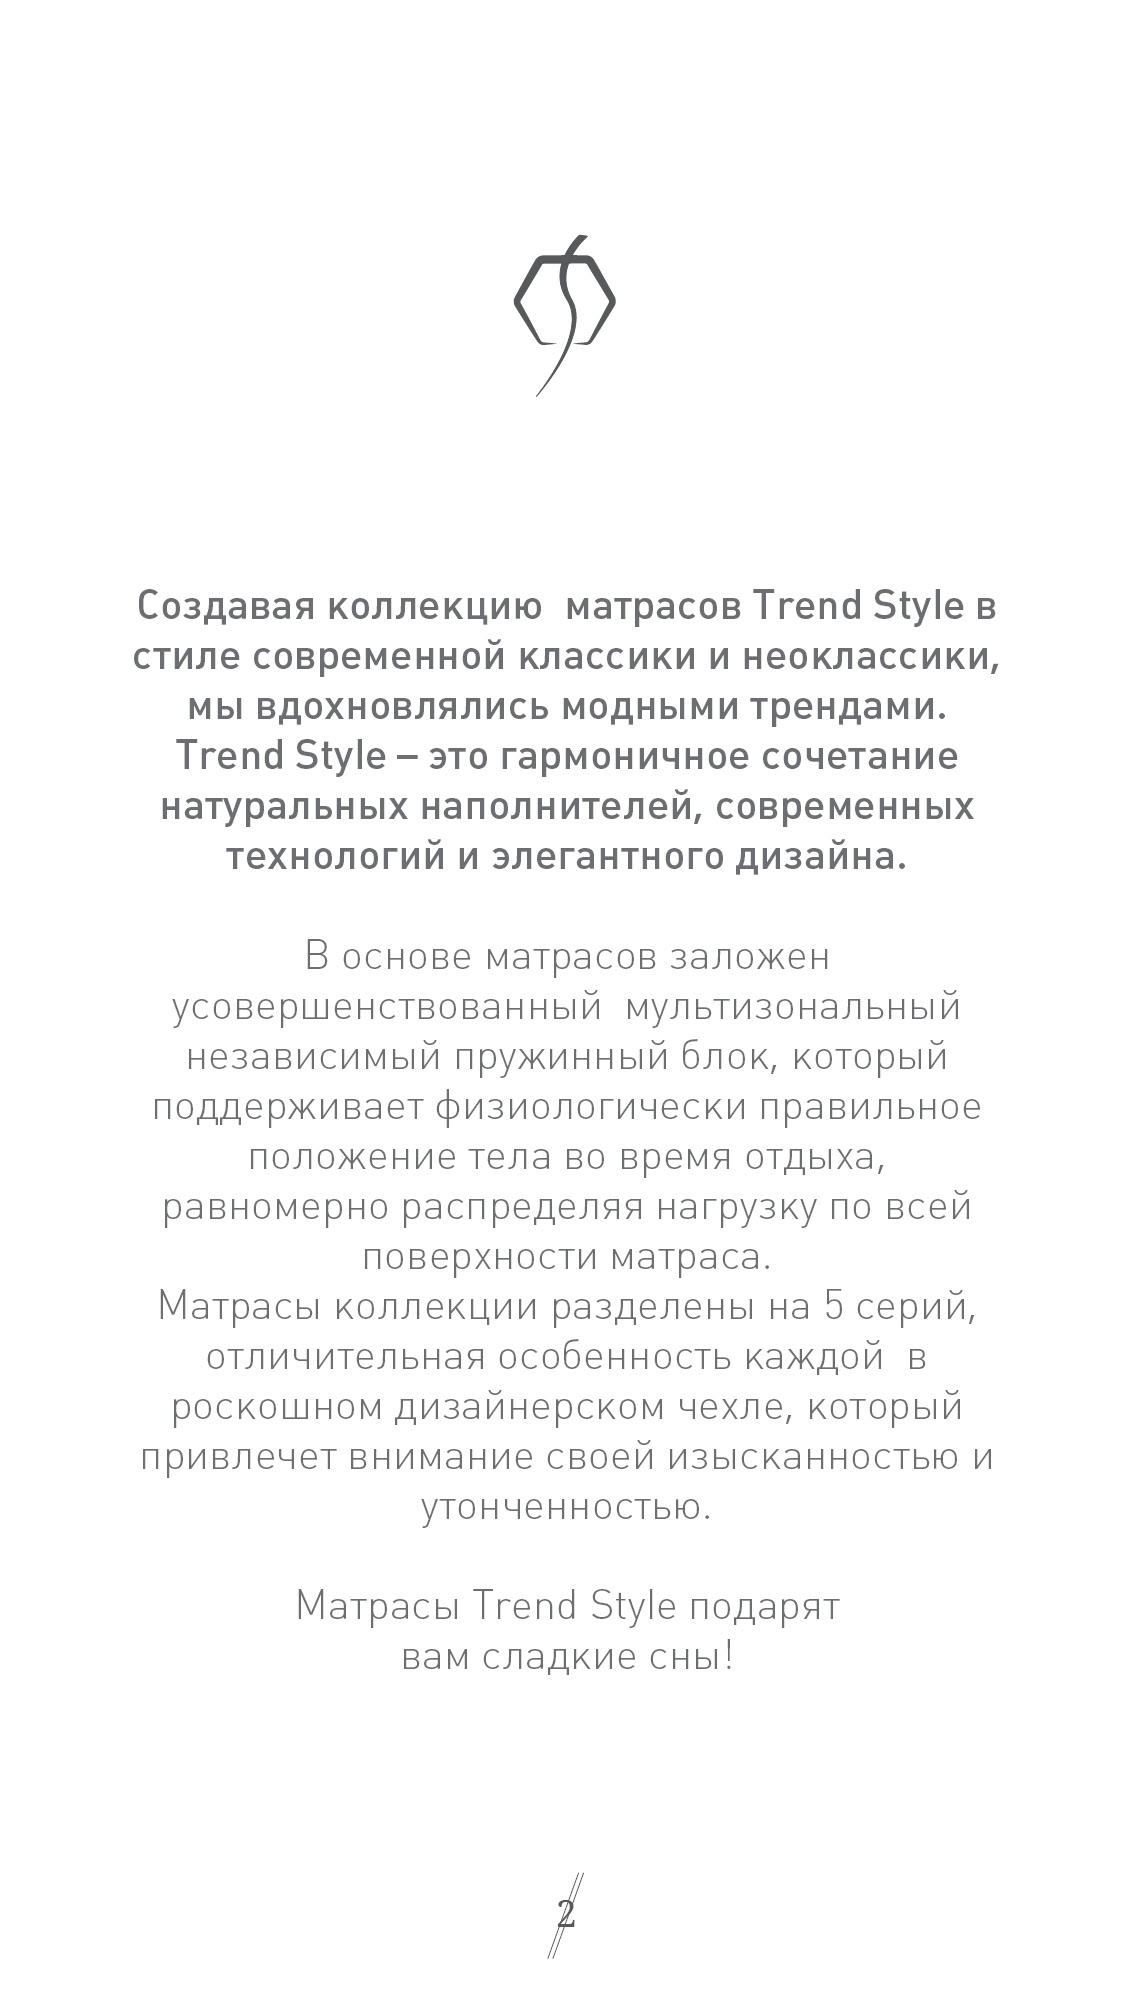 Создавая коллекцию  матрасов Trend Style в
стиле современной классики и неоклассики,
мы вдохновлялись модными трендами.
Trend Style – это гармоничное сочетание
натуральных наполнителей, современных
технологий и элегантного дизайна.
В основе матрасов заложен
усовершенствованный  мультизональный
независимый пружинный блок, который
поддерживает физиологически правильное
положение тела во время отдыха,
равномерно распределяя нагрузку по всей
поверхности матраса.
Матрасы коллекции разделены на 5 серий,
отличительная особенность каждой  в
роскошном дизайнерском чехле, который
привлечет внимание своей изысканностью и
утонченностью.
Матрасы Trend Style подарят
вам сладкие сны!
2